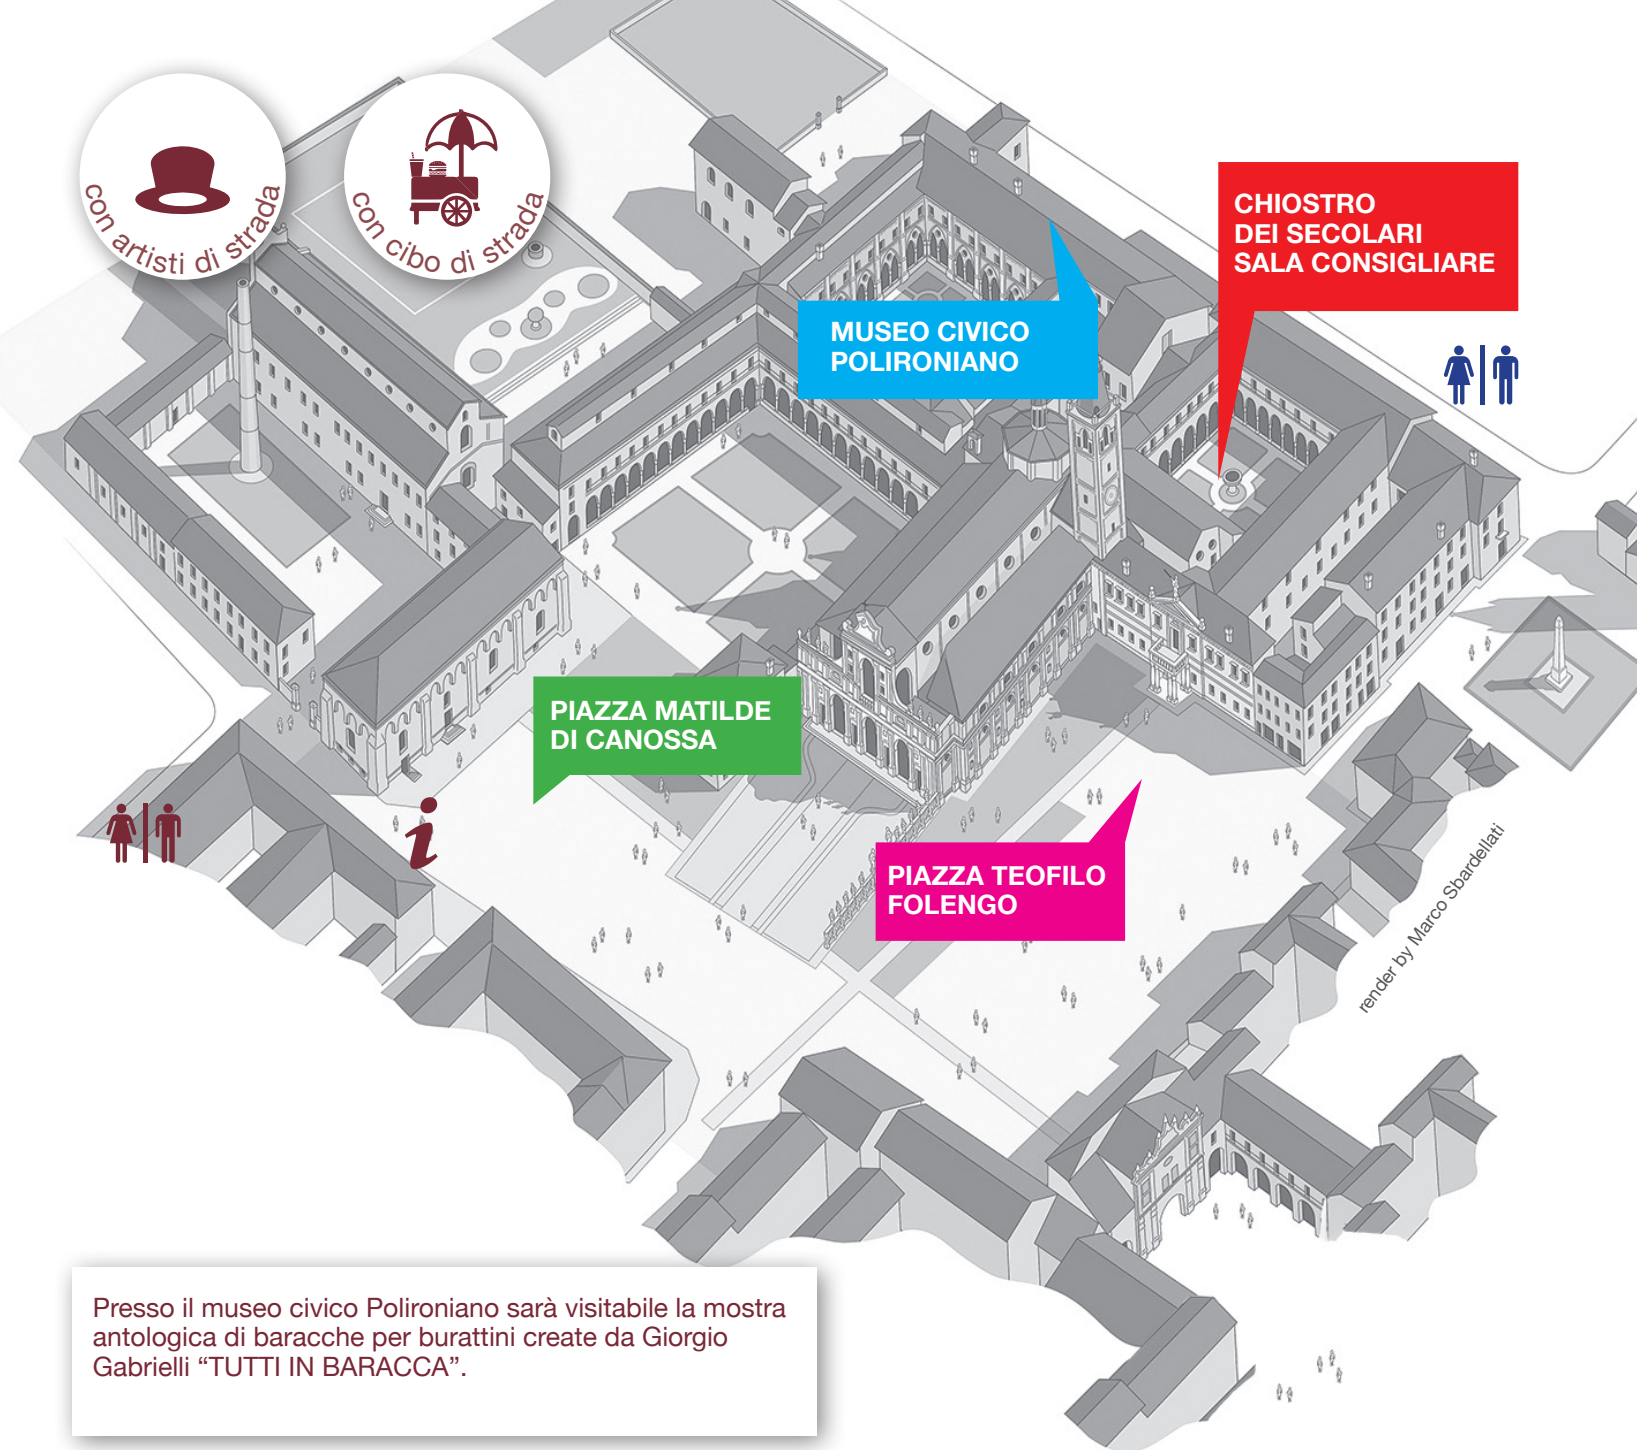 con artisti di strada
con cibo di strada
CHIOSTRO
DEI SECOLARI
SALA CONSIGLIARE
MUSEO CIVICO
POLIRONIANO
PIAZZA MATILDE
DI CANOSSA
PIAZZA TEOFILO
FOLENGO
render by Marco Sbardellati
Presso il museo civico Polironiano sarà visitabile la mostra
antologica di baracche per burattini create da Giorgio
Gabrielli “TUTTI IN BARACCA”.